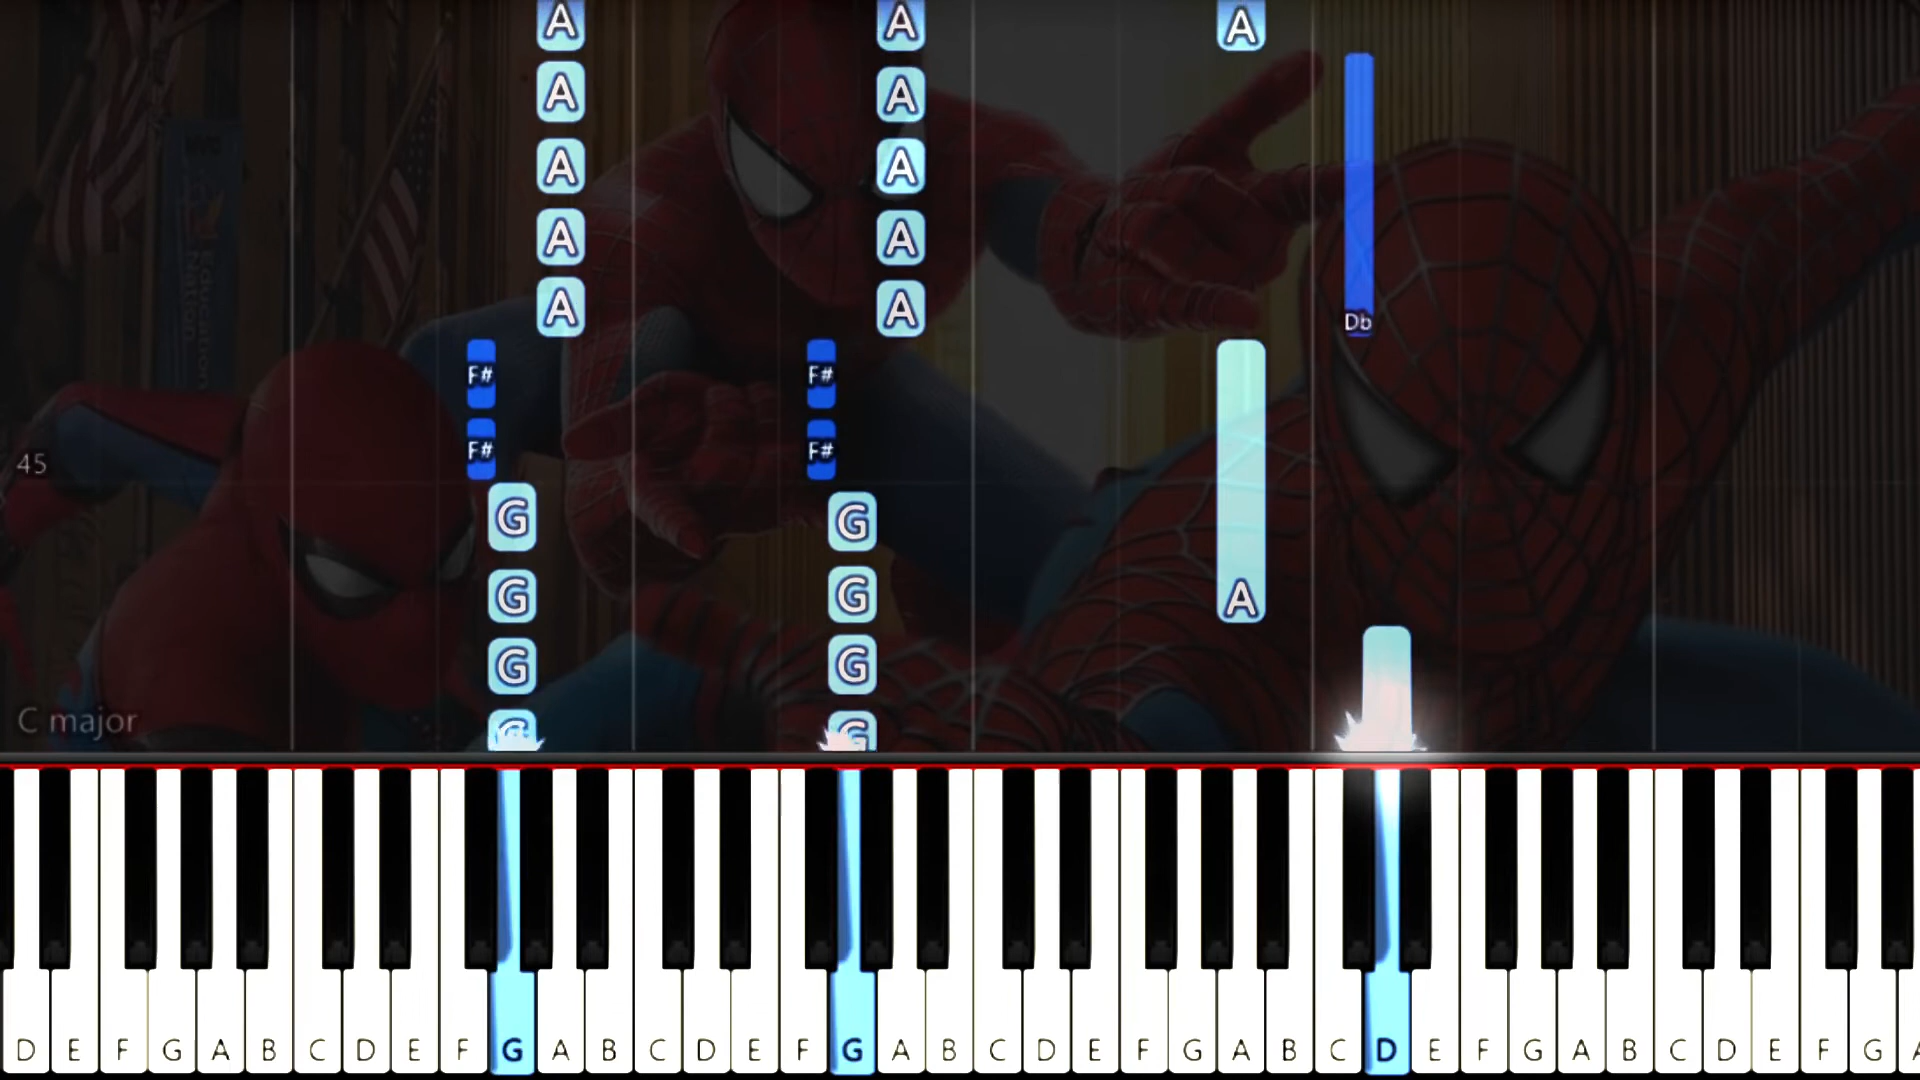 A A A
A A
A A
A A
A A
Db
F# F#
F# F#
45
G G
G G A
G G
C major
G G
D E F G A B C D E F G A B C D E F G A B C D E F G A B C D E F G A B C D E F G A